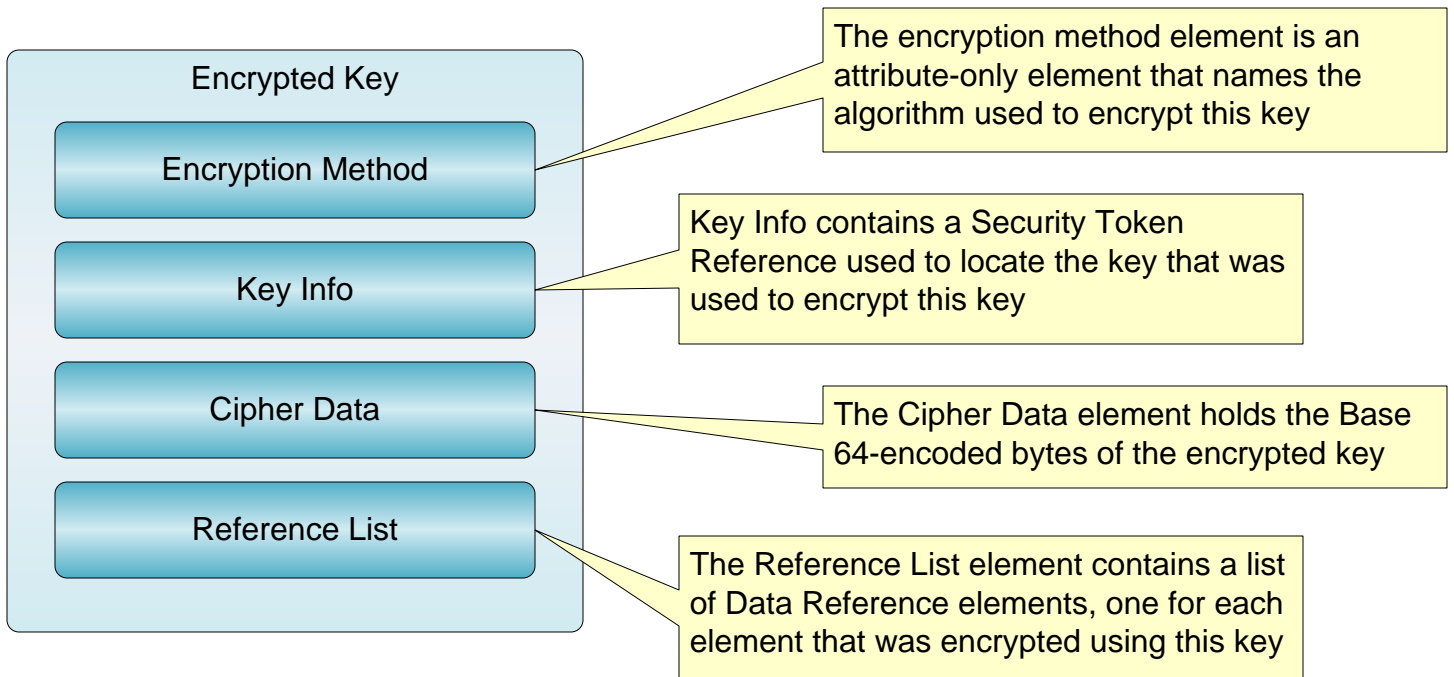 Encrypted Key
Encryption Method
The encryption method element is an
attribute-only element that names the
algorithm used to encrypt this key
Key Info
Key Info contains a Security Token
Reference used to locate the key that was
used to encrypt this key
Cipher Data
The Cipher Data element holds the Base
64-encoded bytes of the encrypted key
Reference List
The Reference List element contains a list
of Data Reference elements, one for each
element that was encrypted using this key